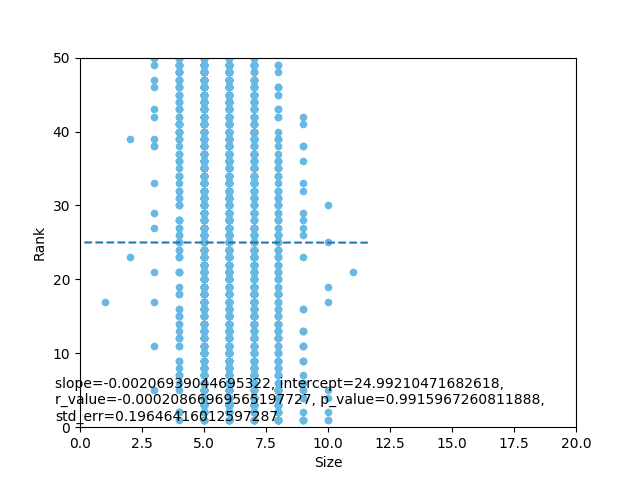 50
40
30
20
10
0
Rank
slope=-0.00206939044695322, intercept=24.99210471682618,
r_value=-0.00020866969565197727, p_value=0.9915967260811888,
std_err=0.19646416012597287
0.0 2.5 5.0 7.5 10.0 12.5 15.0 17.5 20.0
Size